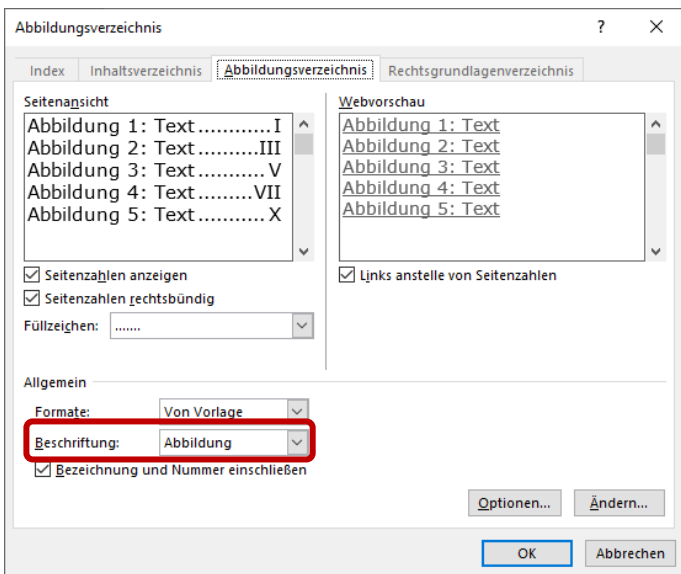 Abbildungsverzeichnis ? ×
Index Inhaltsverzeichnis Abbildungsverzeichnis Rechtsgrundlagenverzeichnis
Seitenansicht
Abbildung 1: Text............I
Abbildung 2: Text..........III
Abbildung 3: Text...........V
Abbildung 4: Text.........VII
Abbildung 5: Text...........X
Webvorschau
Abbildung 1: Text
Abbildung 2: Text
Abbildung 3: Text
Abbildung 4: Text
Abbildung 5: Text
Seitenzahlen anzeigen
Seitenzahlen rechtsbündig
Füllzeichen: .......
Links anstelle von Seitenzahlen
Allgemein
Formate: Von Vorlage
Beschriftung: Abbildung
Bezeichnung und Nummer einschließen
Optionen... Ändern...
OK Abbrechen